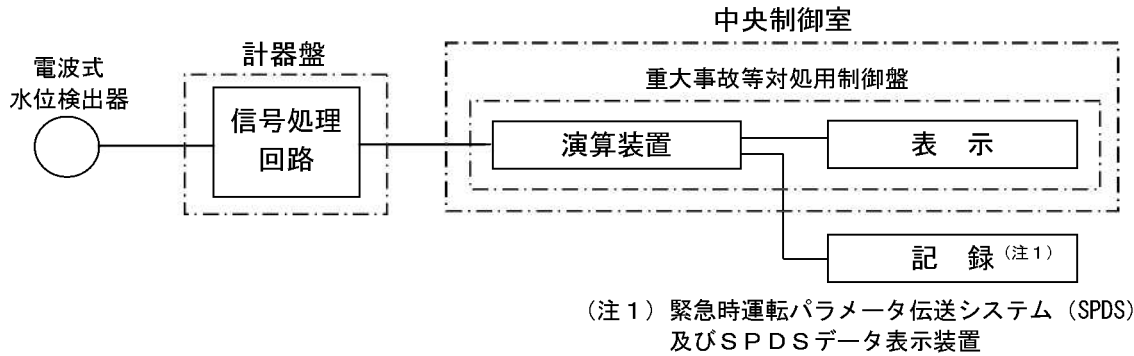 中央制御室
計器盤
電波式
水位検出器
重大事故等対処用制御盤
信号処理
回路
演算装置
表　示
記　録（注１）
（注１）緊急時運転パラメータ伝送システム（SPDS）
及びＳＰＤＳデータ表示装置